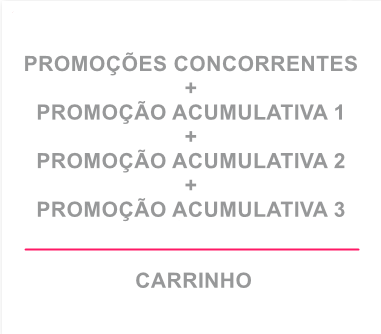 PROMOÇÕES CONCORRENTES
+
PROMOÇÃO ACUMULATIVA 1
+
PROMOÇÃO ACUMULATIVA 2
+
PROMOÇÃO ACUMULATIVA 3
CARRINHO